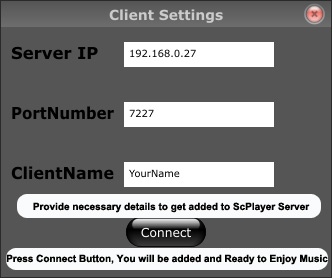 Client Settings
Server IP 192.168.0.27
PortNumber 7227
ClientName YourName
Provide necessary details to get added to ScPlayer Server
Connect
Press Connect Button, You will be added and Ready to Enjoy Music